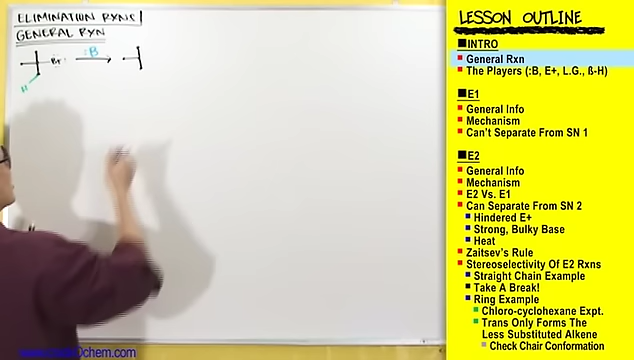 ELIMINATION RXNS
GENERAL RXN
Br
:B
H
LESSON OUTLINE
INTRO
General Rxn
The Players (:B, E+, L.G., ß-H)
E1
General Info
Mechanism
Can't Separate From SN 1
E2
General Info
Mechanism
E2 Vs. E1
Can Separate From SN 2
Hindered E+
Strong, Bulky Base
Heat
Zaitsev's Rule
Stereoselectivity Of E2 Rxns
Straight Chain Example
Take A Break!
Ring Example
Chloro-cyclohexane Expt.
Trans Only Forms The
Less Substituted Alkene
Check Chair Conformation